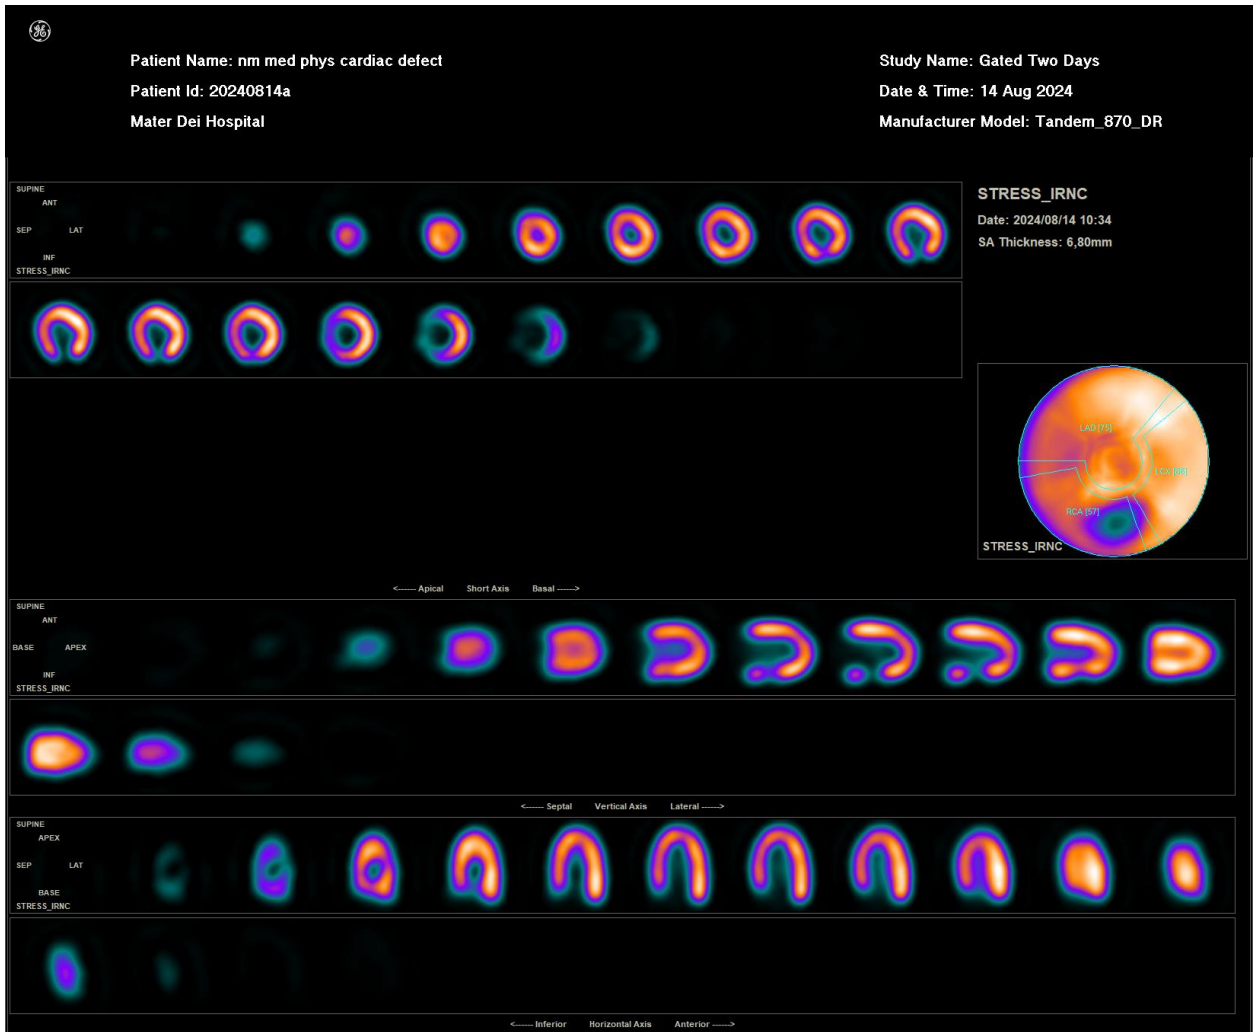 Patient Name: nm med phys cardiac defect
Patient Id: 20240814a
Mater Dei Hospital
Study Name: Gated Two Days
Date & Time: 14 Aug 2024
Manufacturer Model: Tandem_870_DR
SUPINE
ANT
SEP LAT
INF
STRESS_IRNC
STRESS_IRNC
Date: 2024/08/14 10:34
SA Thickness: 6,80mm
LAD [75]
LCX [86]
RCA [57]
STRESS_IRNC
<------ Apical Short Axis Basal ------>
SUPINE
ANT
BASE APEX
INF
STRESS_IRNC
<------ Septal Vertical Axis Lateral ------>
SUPINE
APEX
SEP LAT
BASE
STRESS_IRNC
<------ Inferior Horizontal Axis Anterior ------>